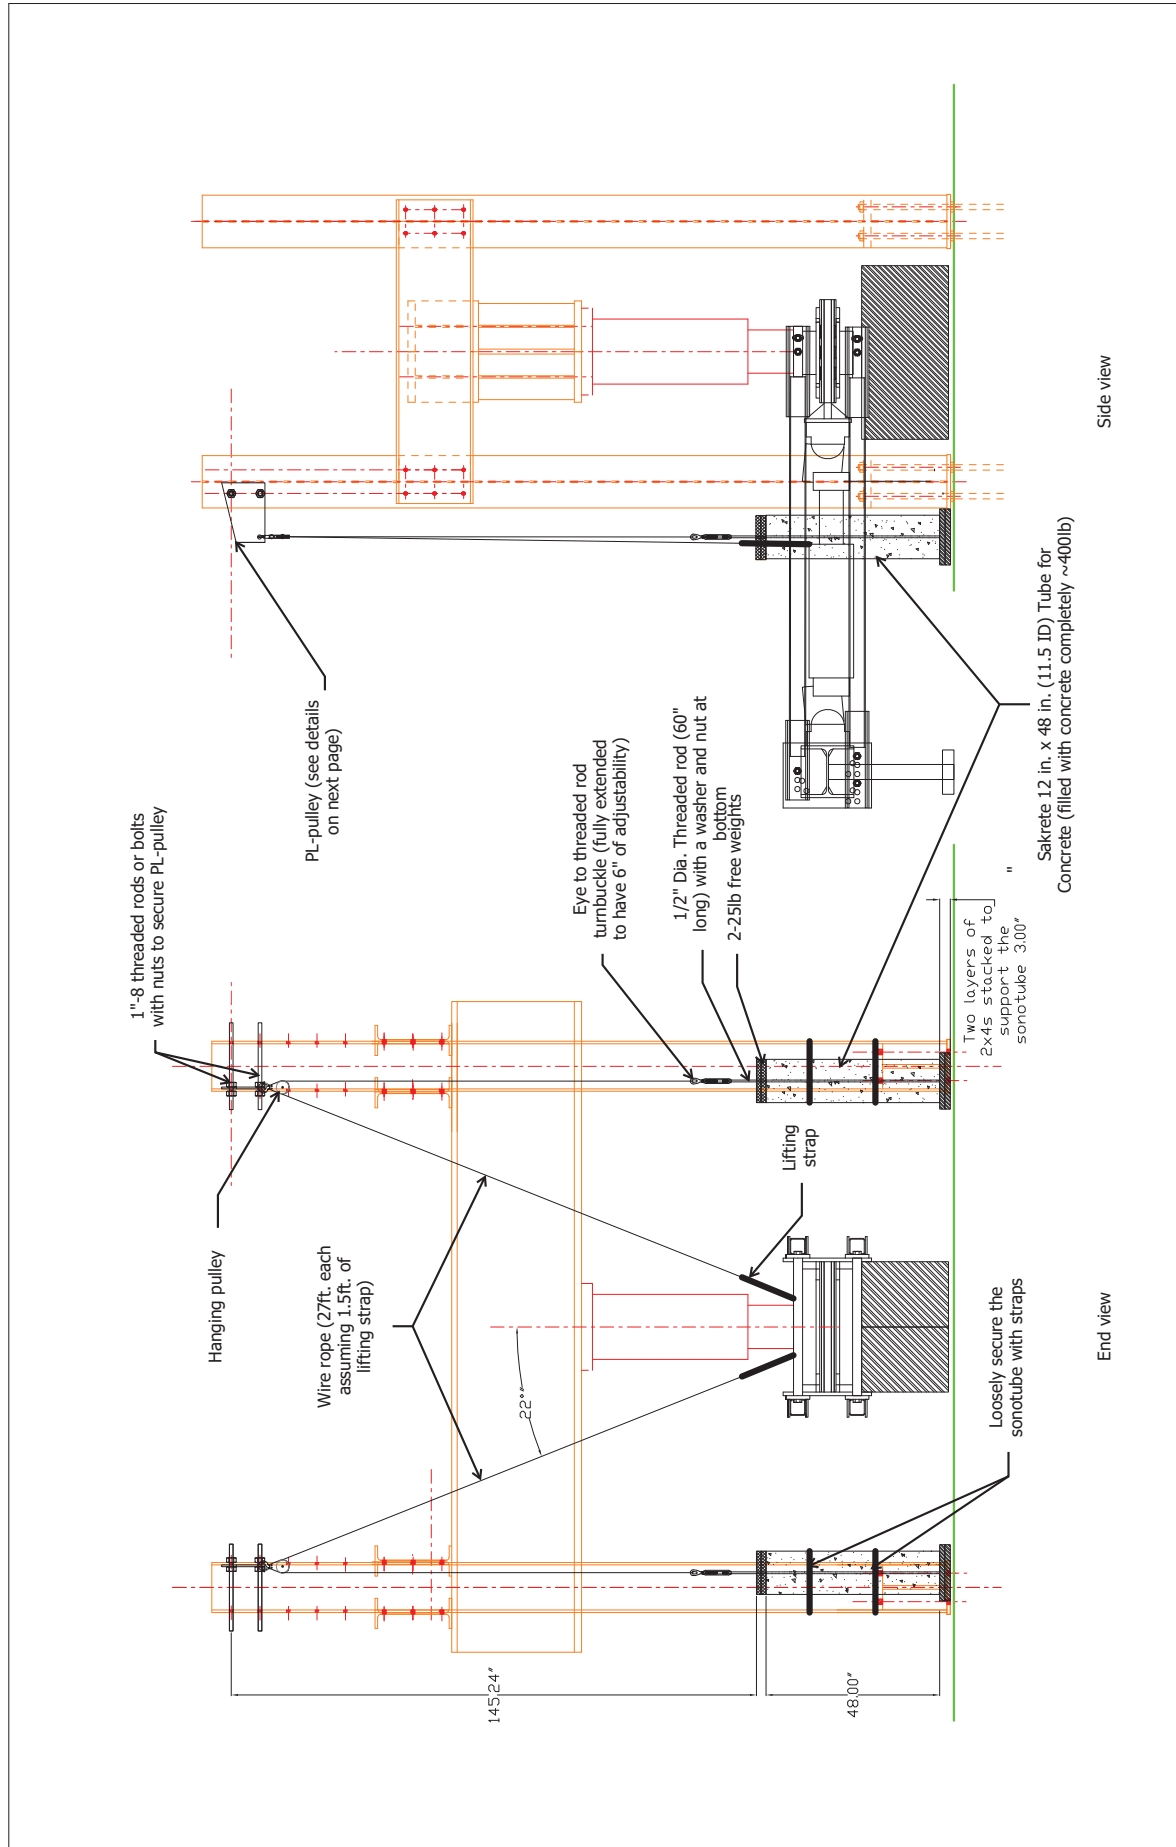 1"-8 threaded rods or bolts
with nuts to secure PL-pulley
Hanging pulley
PL-pulley (see details
on next page)
Wire rope (27ft. each
assuming 1.5ft. of
lifting strap)
22°
Eye to threaded rod
turnbuckle (fully extended
to have 6" of adjustability)
1/2" Dia. Threaded rod (60"
long) with a washer and nut at
bottom
2-25lb free weights
Lifting
strap
145.24"
48.00"
Two layers of
2x4s stacked to
support the
sonotube 3.00"
"
Loosely secure the
sonotube with straps
Sakrete 12 in. x 48 in. (11.5 ID) Tube for
Concrete (filled with concrete completely ~400lb)
End view
Side view